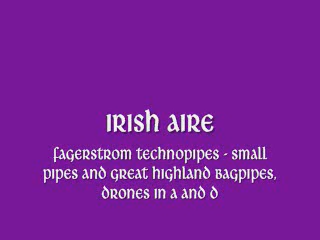 IRISH AIRE
FAGERSTROM TECHNOPIPES - SMALL
PIPES AND GREAT HIGHLAND BAGPIPES,
DRONES IN A AND D